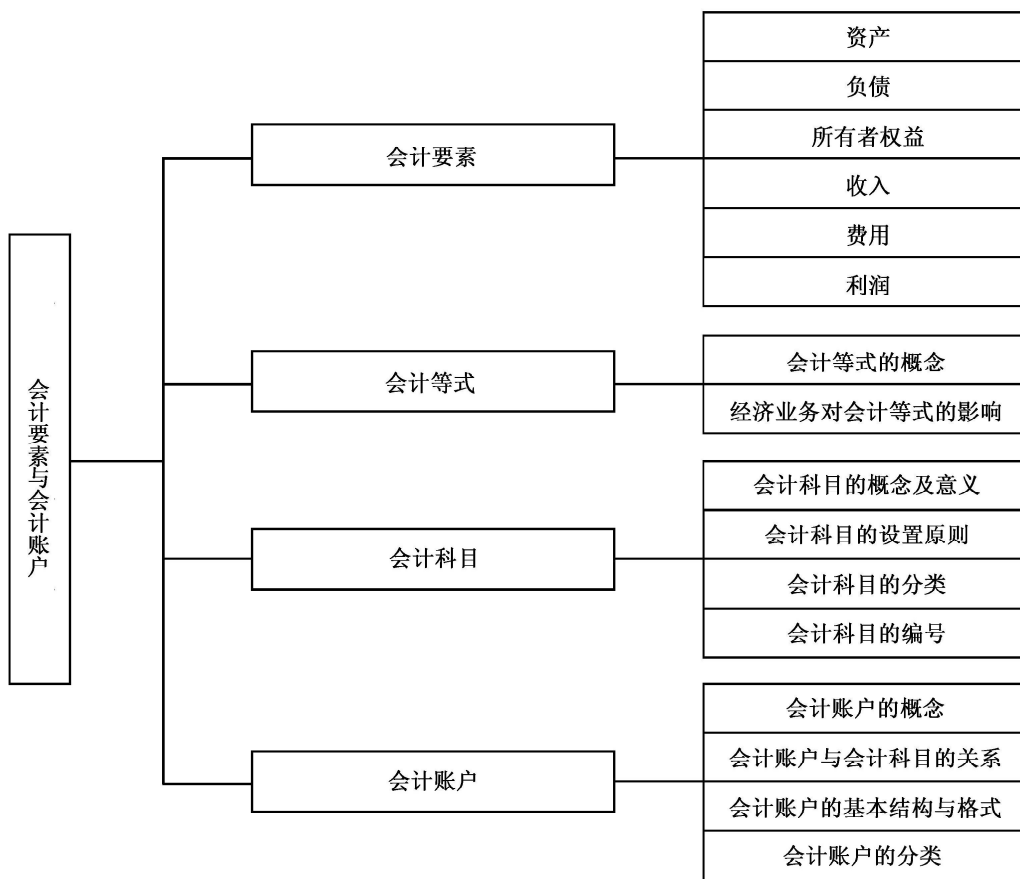 会计要素与会计账户
会计要素
资产
负债
所有者权益
收入
费用
利润
会计等式
会计等式的概念
经济业务对会计等式的影响
会计科目
会计科目的概念及意义
会计科目的设置原则
会计科目的分类
会计科目的编号
会计账户
会计账户的概念
会计账户与会计科目的关系
会计账户的基本结构与格式
会计账户的分类